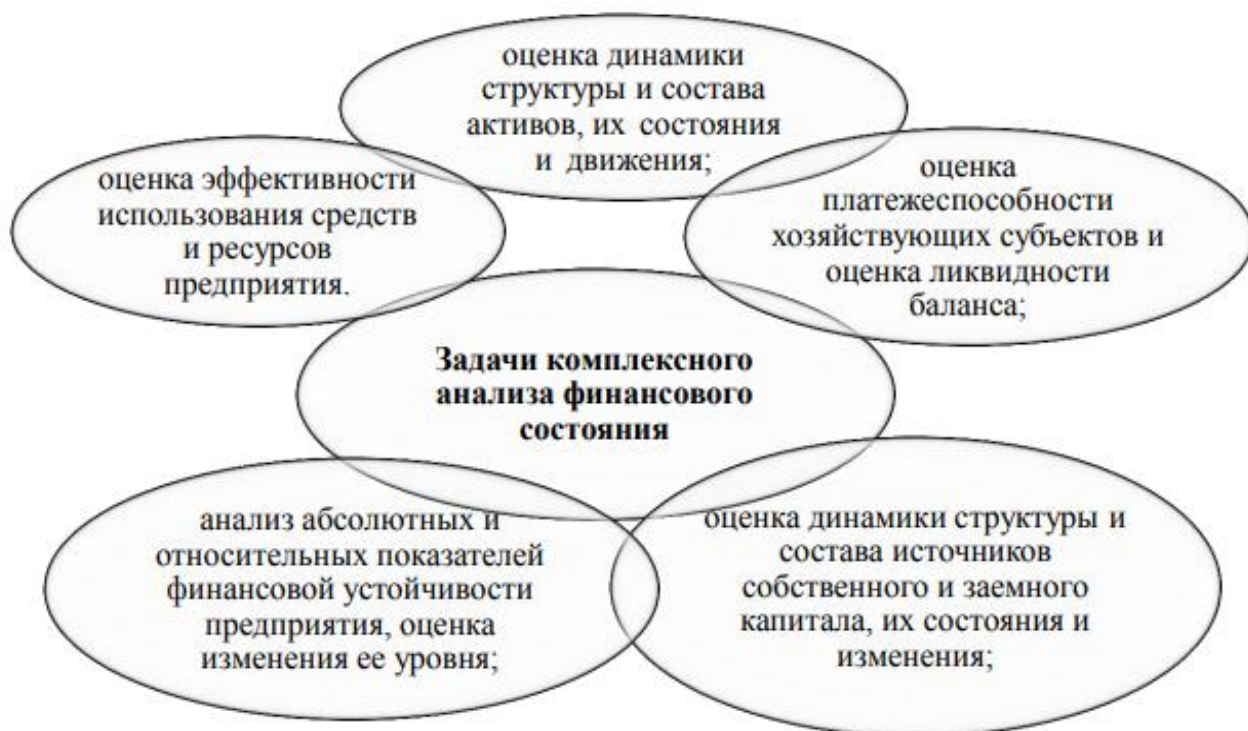 оценка динамики
структуры и состава
активов, их состояния
и движения;
оценка эффективности
использования средств
и ресурсов
предприятия.
оценка
платежеспособности
хозяйствующих субъектов и
оценка ликвидности
баланса;
Задачи комплексного
анализа финансового
состояния
анализ абсолютных и
относительных показателей
финансовой устойчивости
предприятия, оценка
изменения ее уровня;
оценка динамики структуры и
состава источников
собственного и заемного
капитала, их состояния и
изменения;